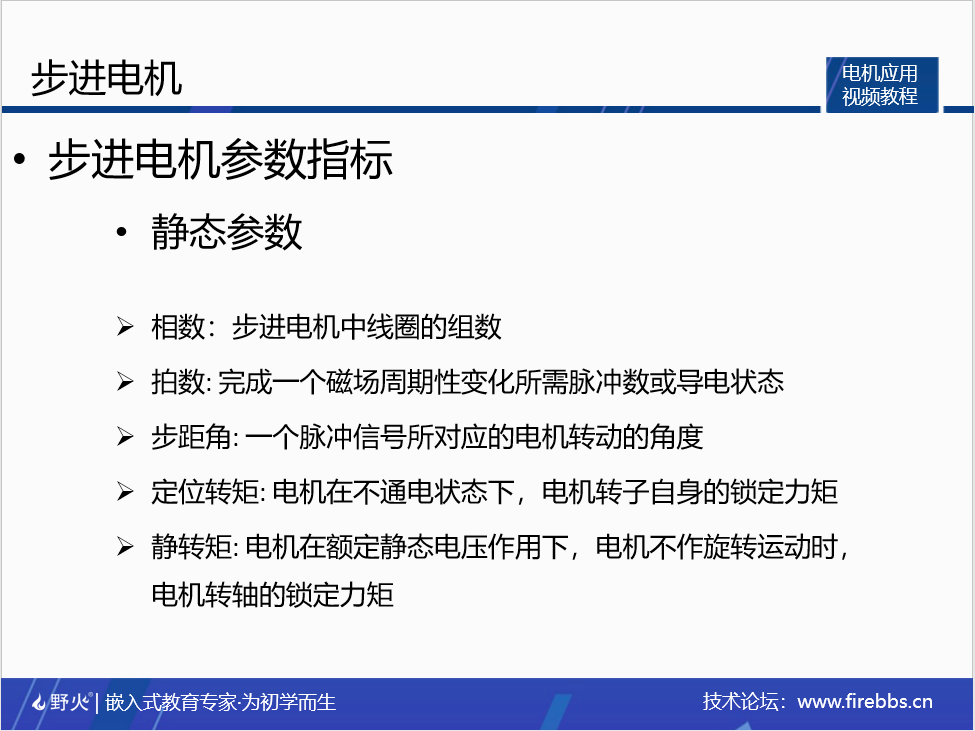 步进电机
电机应用
视频教程
• 步进电机参数指标
• 静态参数
➢ 相数：步进电机中线圈的组数
➢ 拍数: 完成一个磁场周期性变化所需脉冲数或导电状态
➢ 步距角: 一个脉冲信号所对应的电机转动的角度
➢ 定位转矩: 电机在不通电状态下，电机转子自身的锁定力矩
➢ 静转矩: 电机在额定静态电压作用下，电机不作旋转运动时，
电机转轴的锁定力矩
野火® | 嵌入式教育专家·为初学而生
技术论坛：www.firebbs.cn